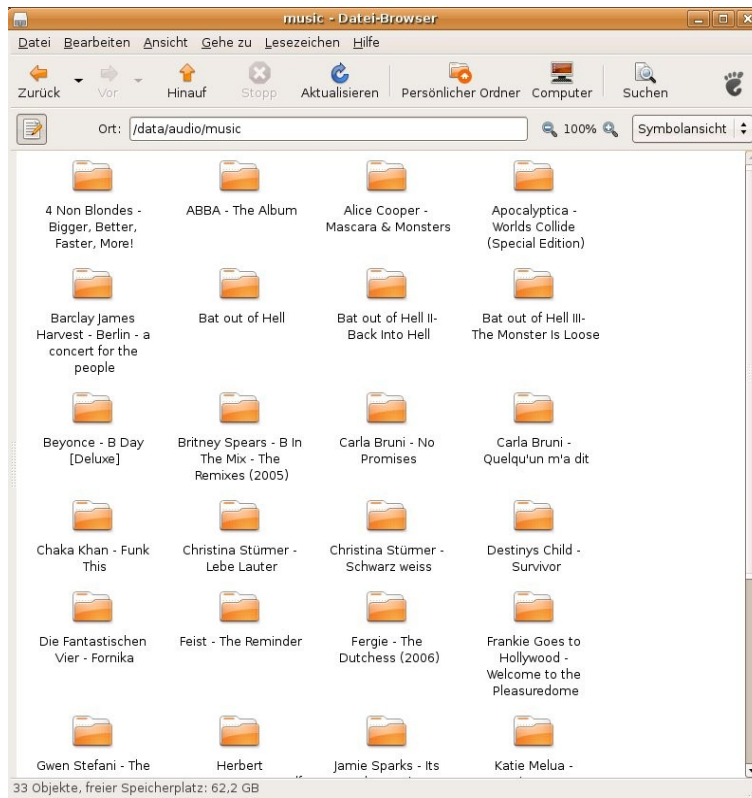 music - Datei-Browser
Datei Bearbeiten Ansicht Gehe zu Lesezeichen Hilfe
Zurück Vor Hinauf Stopp Aktualisieren Persönlicher Ordner Computer Suchen
Ort: /data/audio/music 100% Symbolansicht
4 Non Blondes -
Bigger, Better,
Faster, More!
ABBA - The Album
Alice Cooper -
Mascara & Monsters
Apocalyptica -
Worlds Collide
(Special Edition)
Barclay James
Harvest - Berlin - a
concert for the
people
Bat out of Hell
Bat out of Hell II-
Back Into Hell
Bat out of Hell III-
The Monster Is Loose
Beyonce - B Day
[Deluxe]
Britney Spears - B In
The Mix - The
Remixes (2005)
Carla Bruni - No
Promises
Carla Bruni -
Quelqu'un m'a dit
Chaka Khan - Funk
This
Christina Stürmer -
Lebe Lauter
Christina Stürmer -
Schwarz weiss
Destinys Child -
Survivor
Die Fantastischen
Vier - Fornika
Feist - The Reminder
Fergie - The
Dutchess (2006)
Frankie Goes to
Hollywood -
Welcome to the
Pleasuredome
Gwen Stefani - The
Herbert
Jamie Sparks - Its
Katie Melua -
33 Objekte, freier Speicherplatz: 62,2 GB